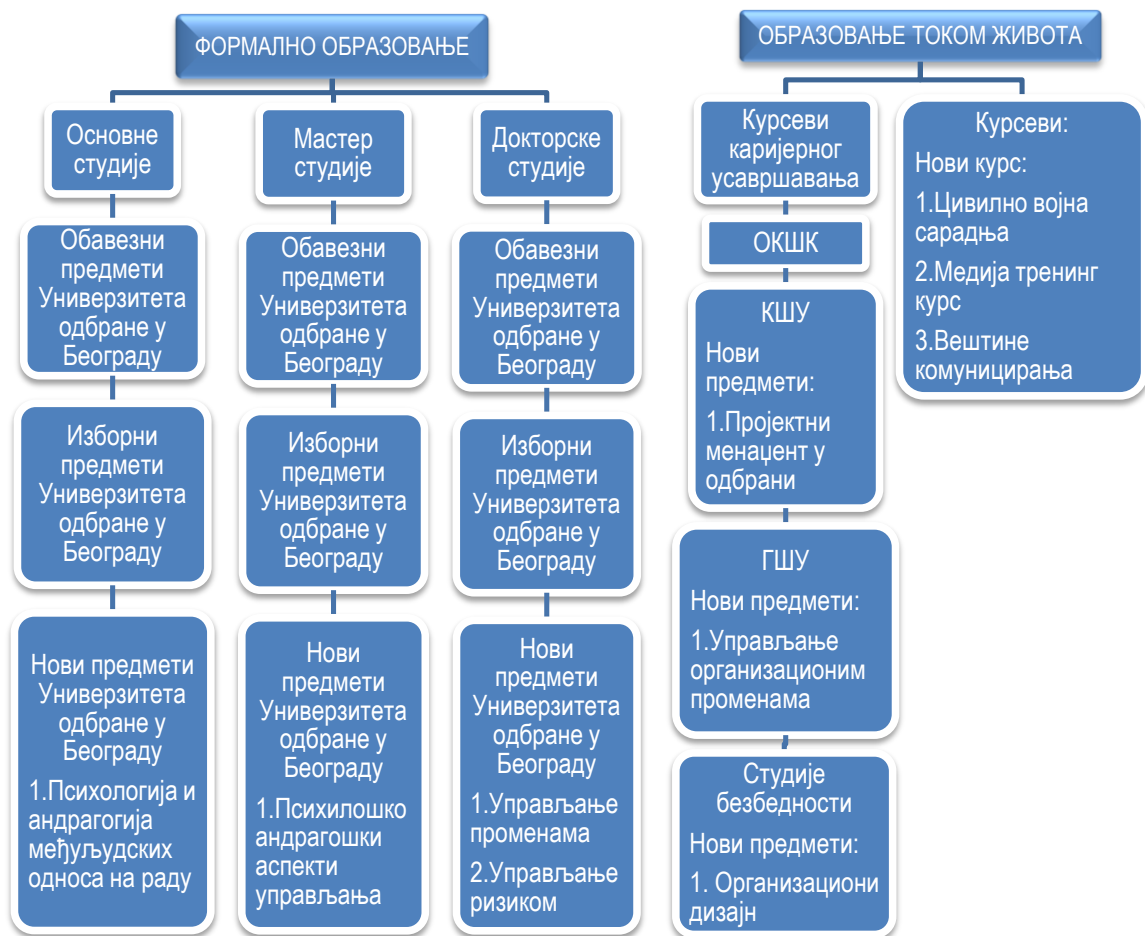 ФОРМАЛНО ОБРАЗОВАЊЕ
Основне
студије
Обавезни
предмети
Универзитета
одбране у
Београду
Изборни
предмети
Универзитета
одбране у
Београду
Нови предмети
Универзитета
одбране у
Београду
1.Психологија и
андрагогија
међуљудских
односа на раду
Мастер
студије
Обавезни
предмети
Универзитета
одбране у
Београду
Изборни
предмети
Универзитета
одбране у
Београду
Нови
предмети
Универзитета
одбране у
Београду
1.Психилошко
андрагошки
аспекти
управљања
Докторске
студије
Обавезни
предмети
Универзитета
одбране у
Београду
Изборни
предмети
Универзитета
одбране у
Београду
Нови
предмети
Универзитета
одбране у
Београду
1.Управљање
променама
2.Управљање
ризиком
ОБРАЗОВАЊЕ ТОКОМ ЖИВОТА
Курсеви
каријерног
усавршавања
ОКШК
КШУ
Нови
предмети:
1.Пројектни
менаџент у
одбрани
ГШУ
Нови предмети:
1.Управљање
организационим
променама
Студије
безбедности
Нови предмети:
1. Организациони
дизајн
Курсеви:
Нови курс:
1.Цивилно војна
сарадња
2.Медија тренинг
курс
3.Вештине
комуницирања